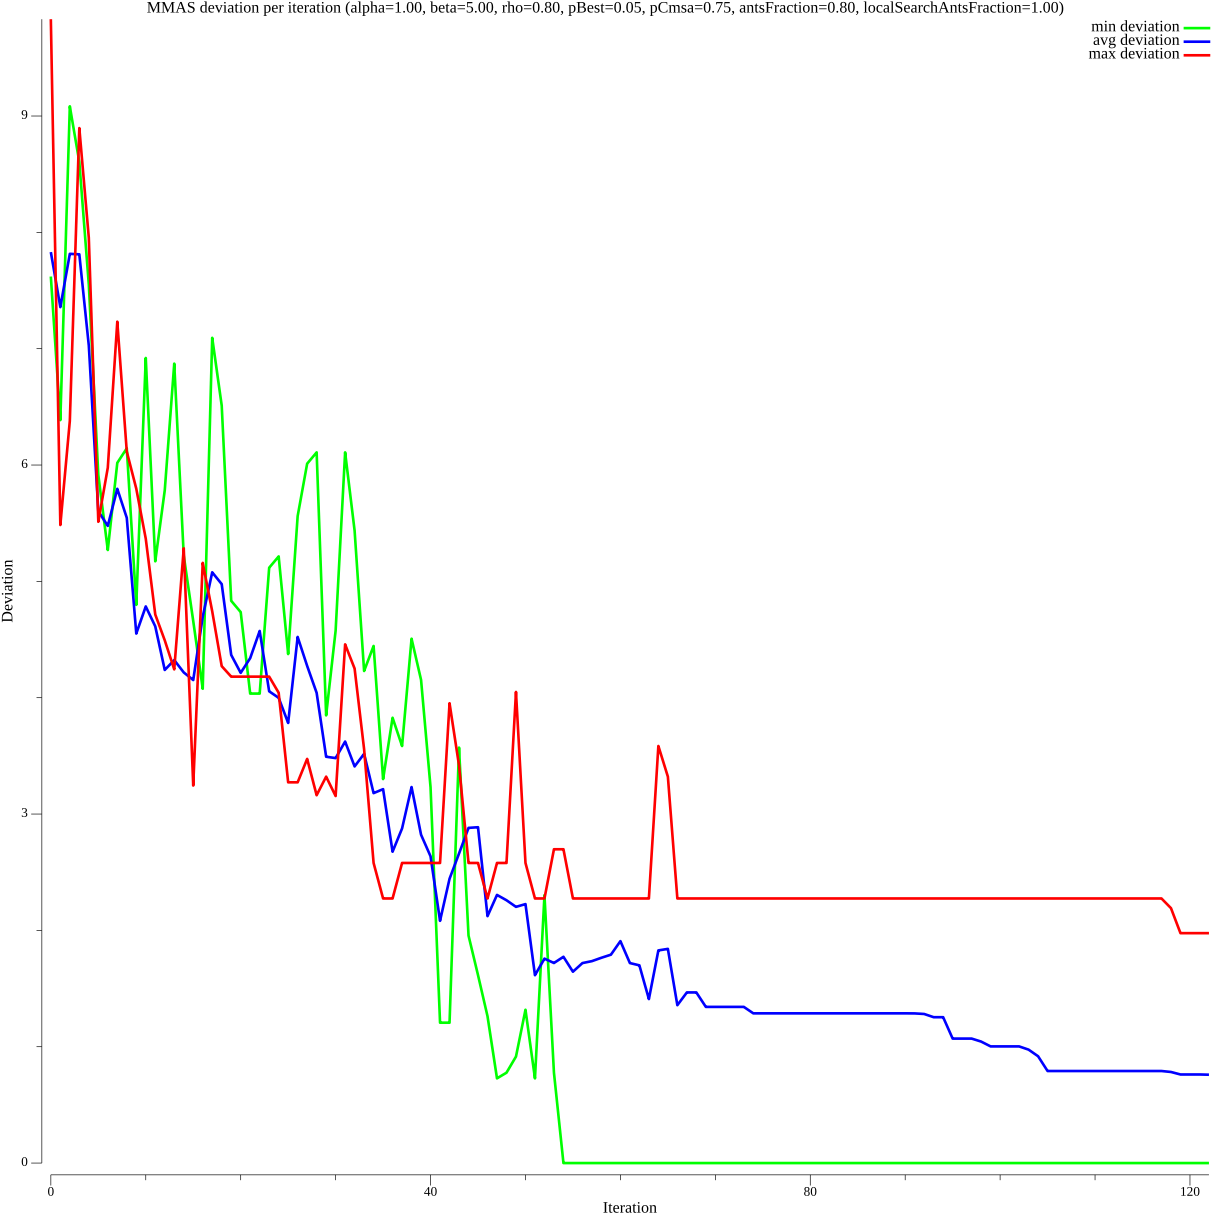 MMAS deviation per iteration (alpha=1.00, beta=5.00, rho=0.80, pBest=0.05, pCmsa=0.75, antsFraction=0.80, localSearchAntsFraction=1.00)
min deviation
avg deviation
max deviation
9
6
3
0
Deviation
0
40
80
120
Iteration